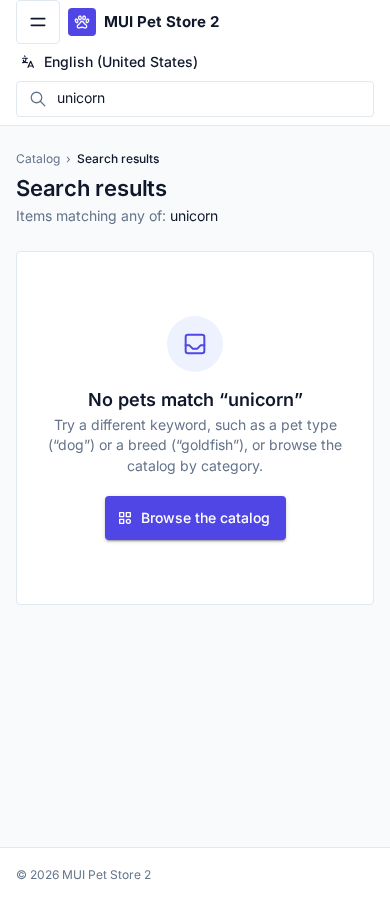 MUI Pet Store 2
English (United States)
unicorn
Catalog › Search results
Search results
Items matching any of: unicorn
No pets match “unicorn”
Try a different keyword, such as a pet type
(“dog”) or a breed (“goldfish”), or browse the
catalog by category.
Browse the catalog
© 2026 MUI Pet Store 2